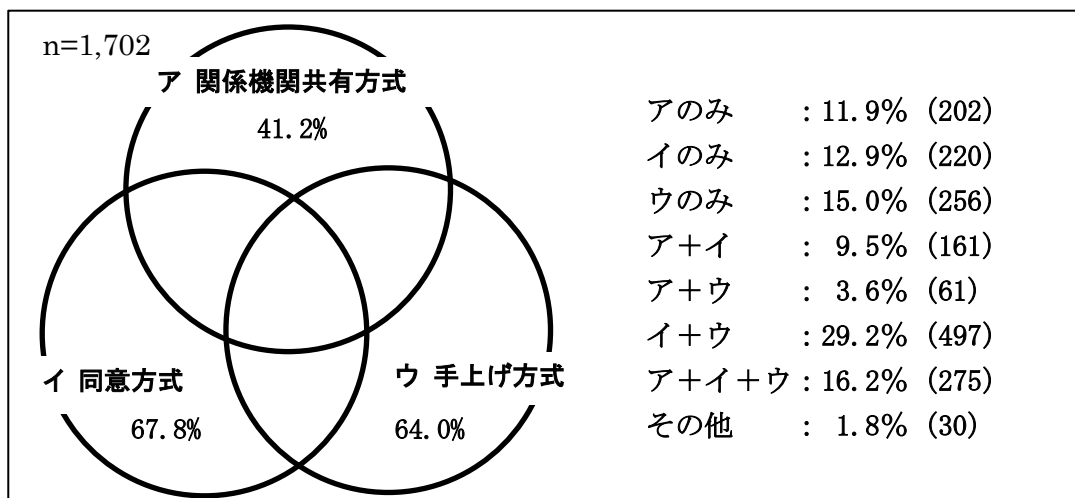 n=1,702
ア 関係機関共有方式
41.2%
イ 同意方式
67.8%
ウ 手上げ方式
64.0%
アのみ ：11.9% (202)
イのみ ：12.9% (220)
ウのみ ：15.0% (256)
ア＋イ ： 9.5% (161)
ア＋ウ ： 3.6% (61)
イ＋ウ ：29.2% (497)
ア＋イ＋ウ：16.2% (275)
その他 ： 1.8% (30)